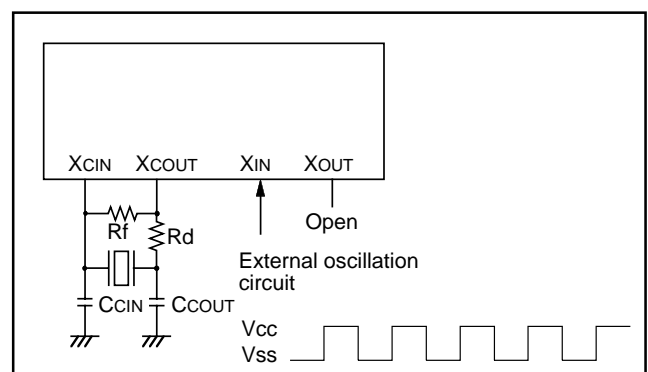 XCIN XCOUT XIN XOUT
Rf
Rd
Open
External oscillation
circuit
CCIN CCOUT
Vcc
Vss